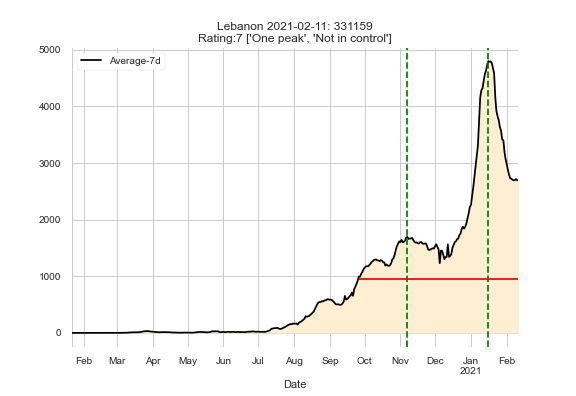 Lebanon 2021-02-11: 331159
Rating:7 ['One peak', 'Not in control']
Average-7d
5000
4000
3000
2000
1000
0
Feb Mar Apr May Jun Jul Aug Sep Oct Nov Dec Jan Feb
2021
Date